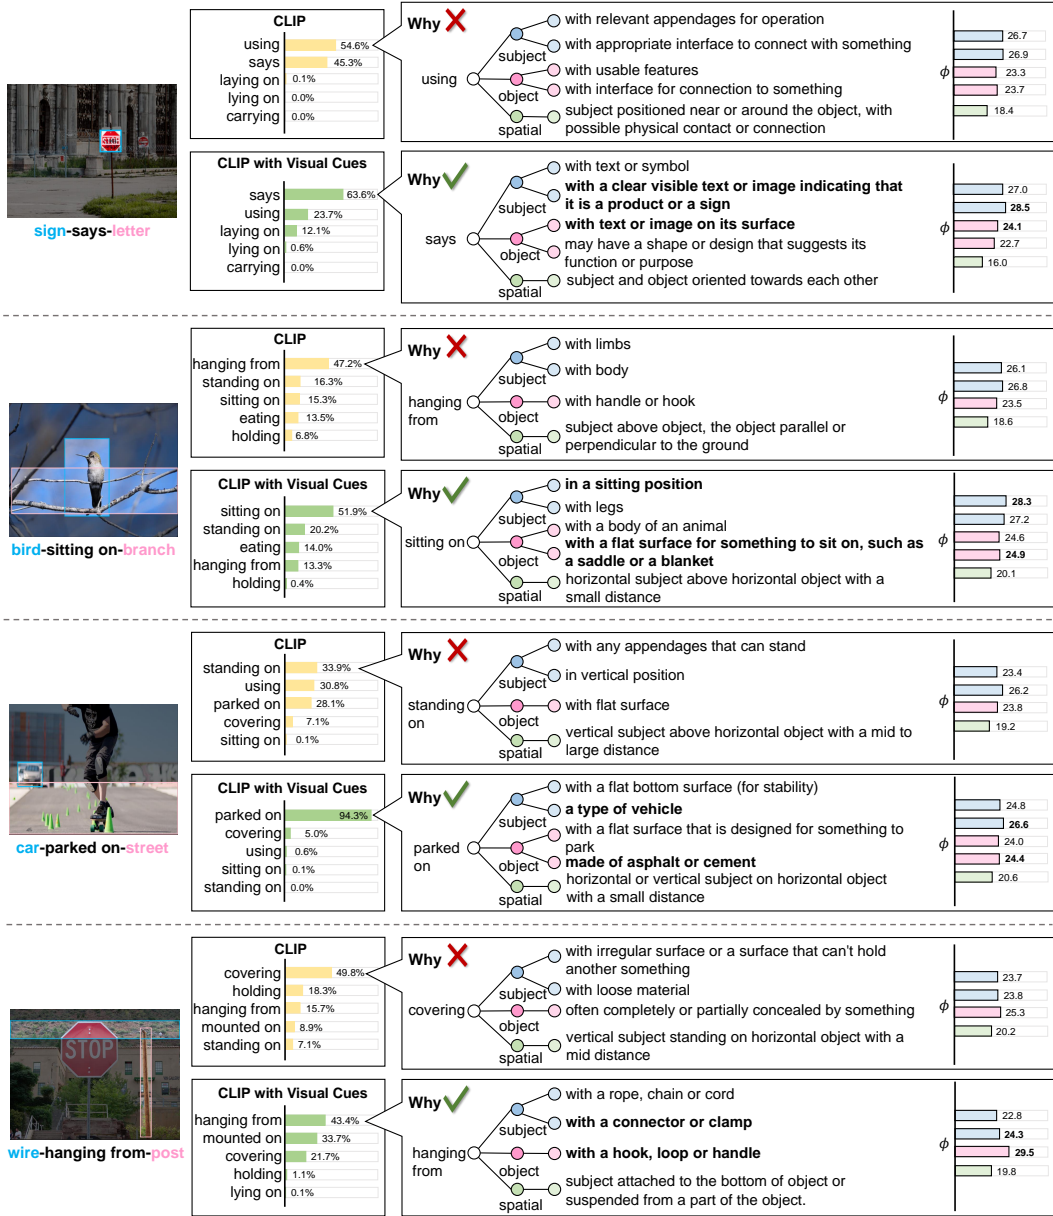 CLIP
using 54.6%
says 45.3%
laying on 0.1%
lying on 0.0%
carrying 0.0%
Why
using
subject
object
spatial
with relevant appendages for operation
with appropriate interface to connect with something
with usable features
with interface for connection to something
subject positioned near or around the object, with
possible physical contact or connection
ϕ
26.7
26.9
23.3
23.7
18.4
STOP
sign-says-letter
CLIP with Visual Cues
says 63.6%
using 23.7%
laying on 12.1%
lying on 0.6%
carrying 0.0%
Why
says
subject
object
spatial
with text or symbol
with a clear visible text or image indicating that
it is a product or a sign
with text or image on its surface
may have a shape or design that suggests its
function or purpose
subject and object oriented towards each other
ϕ
27.0
28.5
24.1
22.7
16.0
CLIP
hanging from 47.2%
standing on 16.3%
sitting on 15.3%
eating 13.5%
holding 6.8%
Why
hanging
from
subject
object
spatial
with limbs
with body
with handle or hook
subject above object, the object parallel or
perpendicular to the ground
ϕ
26.1
26.8
23.5
18.6
bird-sitting on-branch
CLIP with Visual Cues
sitting on 51.9%
standing on 20.2%
eating 14.0%
hanging from 13.3%
holding 0.4%
Why
sitting on
subject
object
spatial
in a sitting position
with legs
with a body of an animal
with a flat surface for something to sit on, such as
a saddle or a blanket
horizontal subject above horizontal object with a
small distance
ϕ
28.3
27.2
24.6
24.9
20.1
CLIP
standing on 33.9%
using 30.8%
parked on 28.1%
covering 7.1%
sitting on 0.1%
Why
standing
on
subject
object
spatial
with any appendages that can stand
in vertical position
with flat surface
vertical subject above horizontal object with a mid to
large distance
ϕ
23.4
26.2
23.8
19.2
car-parked on-street
CLIP with Visual Cues
parked on 94.3%
covering 5.0%
using 0.6%
sitting on 0.1%
standing on 0.0%
Why
parked
on
subject
object
spatial
with a flat bottom surface (for stability)
a type of vehicle
with a flat surface that is designed for something to
park
made of asphalt or cement
horizontal or vertical subject on horizontal object
with a small distance
ϕ
24.8
26.6
24.0
24.4
20.6
CLIP
covering 49.8%
holding 18.3%
hanging from 15.7%
mounted on 8.9%
standing on 7.1%
Why
covering
subject
object
spatial
with irregular surface or a surface that can't hold
another something
with loose material
often completely or partially concealed by something
vertical subject standing on horizontal object with a
mid distance
ϕ
23.7
23.8
25.3
20.2
STOP
wire-hanging from-post
CLIP with Visual Cues
hanging from 43.4%
mounted on 33.7%
covering 21.7%
holding 1.1%
lying on 0.1%
Why
hanging
from
subject
object
spatial
with a rope, chain or cord
with a connector or clamp
with a hook, loop or handle
subject attached to the bottom of object or
suspended from a part of the object.
ϕ
22.8
24.3
29.5
19.8